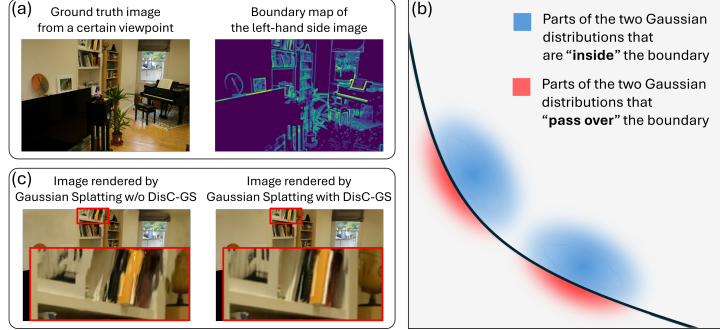 (a)
Ground truth image
from a certain viewpoint
Boundary map of
the left-hand side image
(b)
Parts of the two Gaussian
distributions that
are “inside” the boundary
Parts of the two Gaussian
distributions that
“pass over” the boundary
(c)
Image rendered by
Gaussian Splatting w/o DisC-GS
Image rendered by
Gaussian Splatting with DisC-GS